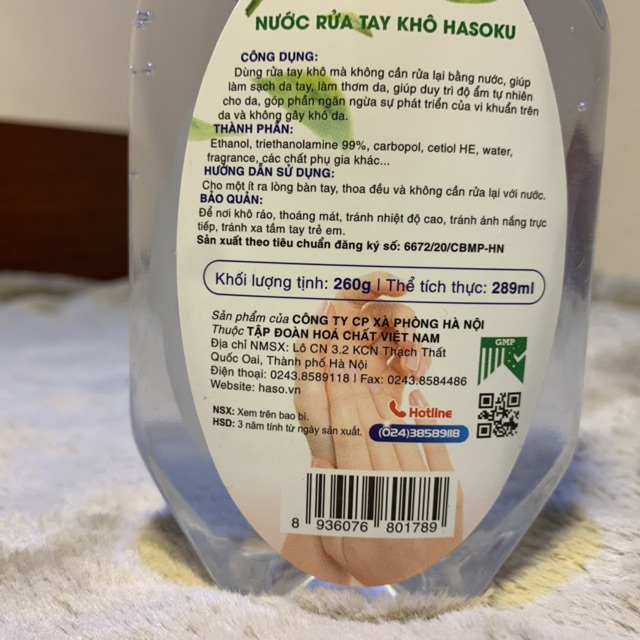 NƯỚC RỬA TAY KHÔ HASOKU
CÔNG DỤNG:
Dùng rửa tay khô mà không cần rửa lại bằng nước, giúp
làm sạch da tay, làm thơm da, giúp duy trì độ ẩm tự nhiên
cho da, góp phần ngăn ngừa sự phát triển của vi khuẩn trên
da và không gây khô da.
THÀNH PHẦN:
Ethanol, triethanolamine 99%, carbopol, cetiol HE, water,
fragrance, các chất phụ gia khác...
HƯỚNG DẪN SỬ DỤNG:
Cho một ít ra lòng bàn tay, thoa đều và không cần rửa lại với nước.
BẢO QUẢN:
Để nơi khô ráo, thoáng mát, tránh nhiệt độ cao, tránh ánh nắng trực
tiếp, tránh xa tầm tay trẻ em.
Sản xuất theo tiêu chuẩn đăng ký số: 6672/20/CBMP-HN
Khối lượng tịnh: 260g | Thể tích thực: 289ml
Sản phẩm của CÔNG TY CP XÀ PHÒNG HÀ NỘI
Thuộc TẬP ĐOÀN HOÁ CHẤT VIỆT NAM
Địa chỉ NMSX: Lô CN 3.2 KCN Thạch Thất
Quốc Oai, Thành phố Hà Nội
Điện thoại: 0243.8589118 | Fax: 0243.8584486
Website: haso.vn
GMP
NSX: Xem trên bao bì.
HSD: 3 năm tính từ ngày sản xuất.
Hotline
(024)38589118
8 936076 801789